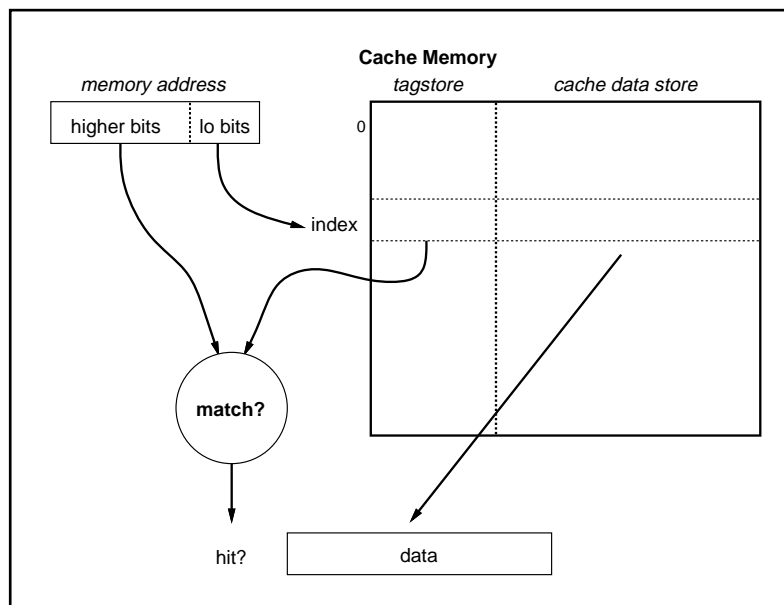 Cache Memory
memory address
tagstore
cache data store
higher bits
lo bits
0
index
match?
hit?
data